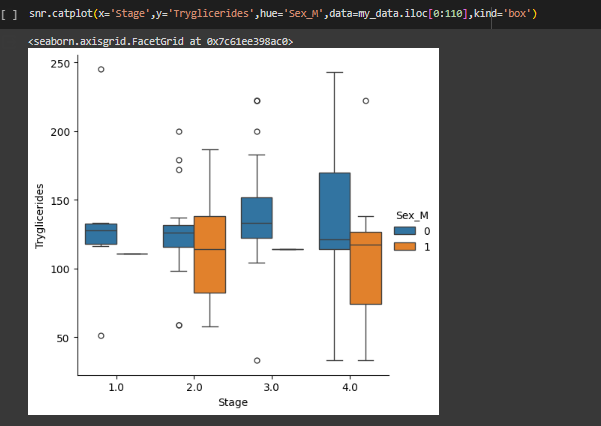 [ ] snr.catplot(x='Stage',y='Tryglicerides',hue='Sex_M',data=my_data.iloc[0:110],kind='box')
<seaborn.axisgrid.FacetGrid at 0x7c61ee398ac0>
250
200
150
100
50
Tryglicerides
Sex_M
0
1
1.0 2.0 3.0 4.0
Stage